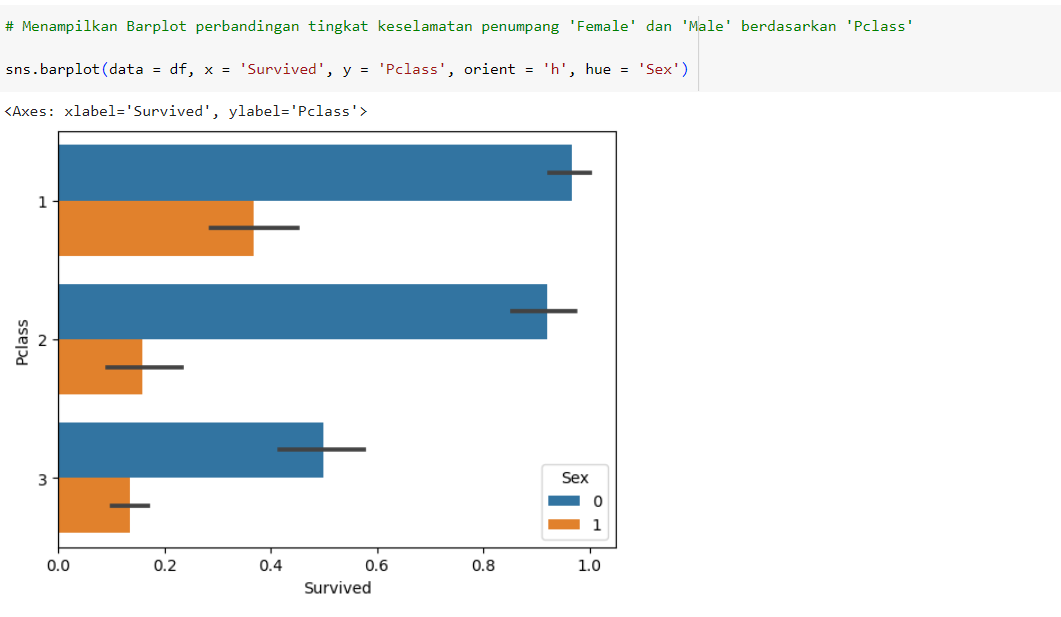 # Menampilkan Barplot perbandingan tingkat keselamatan penumpang 'Female' dan 'Male' berdasarkan 'Pclass'
sns.barplot(data = df, x = 'Survived', y = 'Pclass', orient = 'h', hue = 'Sex')
<Axes: xlabel='Survived', ylabel='Pclass'>
1
2
3
Pclass
Sex
0
1
0.0 0.2 0.4 0.6 0.8 1.0
Survived